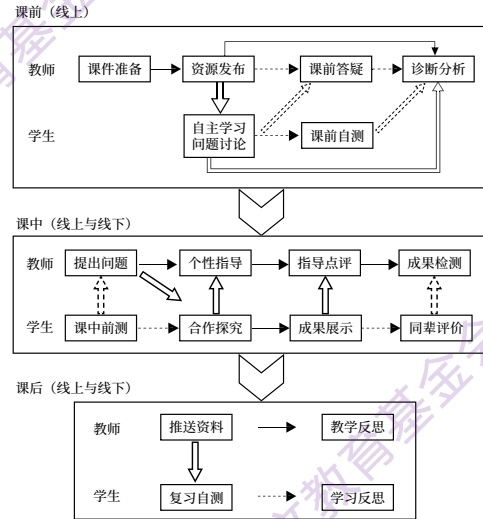 课前（线上）
教师
课件准备
资源发布
课前答疑
诊断分析
学生
自主学习
问题讨论
课前自测
课中（线上与线下）
教师
提出问题
个性指导
指导点评
成果检测
学生
课中前测
合作探究
成果展示
同辈评价
课后（线上与线下）
教师
推送资料
教学反思
学生
复习自测
学习反思
教育基金会